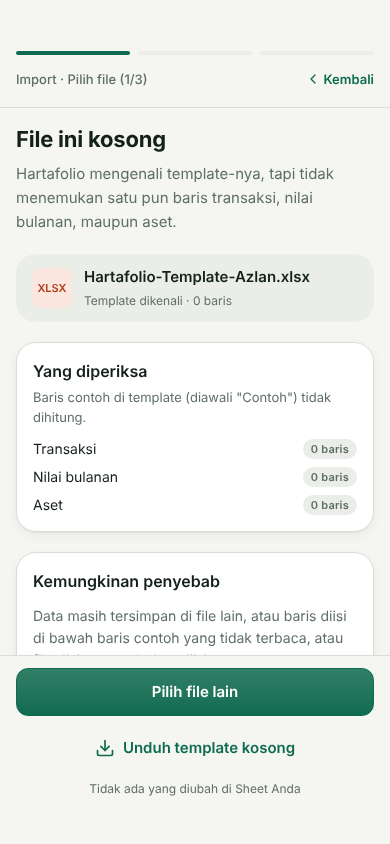 Import · Pilih file (1/3)
Kembali
File ini kosong
Hartafolio mengenali template-nya, tapi tidak
menemukan satu pun baris transaksi, nilai
bulanan, maupun aset.
XLSX
Hartafolio-Template-Azlan.xlsx
Template dikenali · 0 baris
Yang diperiksa
Baris contoh di template (diawali "Contoh") tidak
dihitung.
Transaksi
0 baris
Nilai bulanan
0 baris
Aset
0 baris
Kemungkinan penyebab
Data masih tersimpan di file lain, atau baris diisi
di bawah baris contoh yang tidak terbaca, atau
Pilih file lain
Unduh template kosong
Tidak ada yang diubah di Sheet Anda